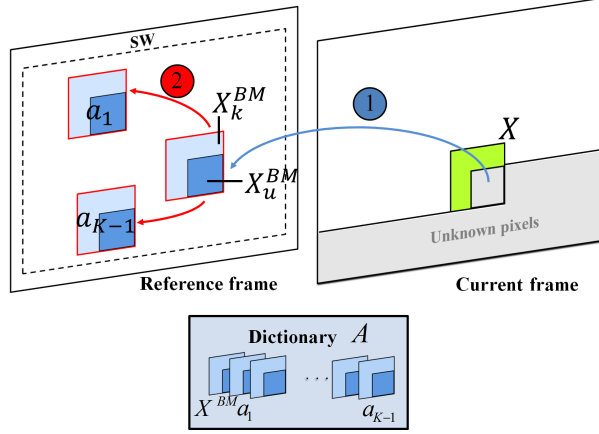 SW
2
1
X_k^{BM}
a_1
X
X_u^{BM}
a_{K-1}
Unknown pixels
Reference frame
Current frame
Dictionary A
. . .
X^{BM} a_1 a_{K-1}